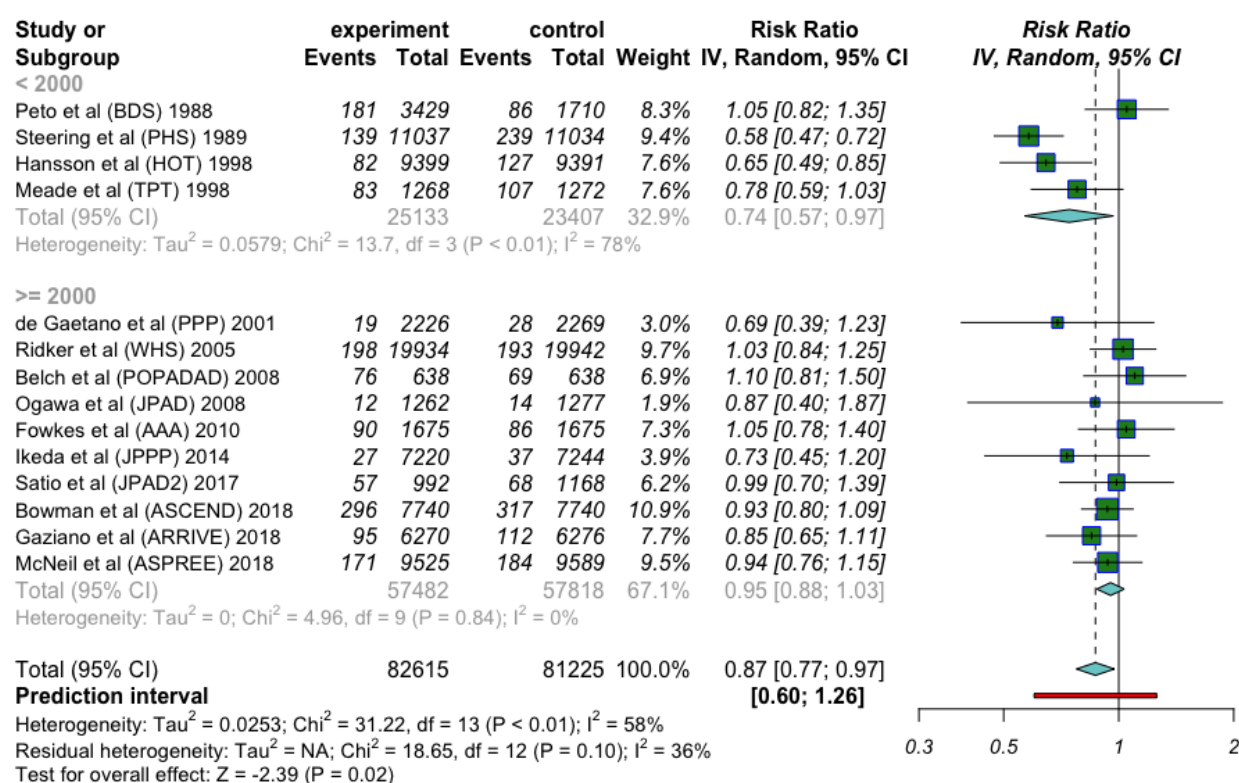 Study or experiment control Risk Ratio Risk Ratio
Subgroup Events Total Events Total Weight IV, Random, 95% CI IV, Random, 95% CI
< 2000
Peto et al (BDS) 1988 181 3429 86 1710 8.3% 1.05 [0.82; 1.35]
Steering et al (PHS) 1989 139 11037 239 11034 9.4% 0.58 [0.47; 0.72]
Hansson et al (HOT) 1998 82 9399 127 9391 7.6% 0.65 [0.49; 0.85]
Meade et al (TPT) 1998 83 1268 107 1272 7.6% 0.78 [0.59; 1.03]
Total (95% CI) 25133 23407 32.9% 0.74 [0.57; 0.97]
Heterogeneity: Tau² = 0.0579; Chi² = 13.7, df = 3 (P < 0.01); I² = 78%
>= 2000
de Gaetano et al (PPP) 2001 19 2226 28 2269 3.0% 0.69 [0.39; 1.23]
Ridker et al (WHS) 2005 198 19934 193 19942 9.7% 1.03 [0.84; 1.25]
Belch et al (POPADAD) 2008 76 638 69 638 6.9% 1.10 [0.81; 1.50]
Ogawa et al (JPAD) 2008 12 1262 14 1277 1.9% 0.87 [0.40; 1.87]
Fowkes et al (AAA) 2010 90 1675 86 1675 7.3% 1.05 [0.78; 1.40]
Ikeda et al (JPPP) 2014 27 7220 37 7244 3.9% 0.73 [0.45; 1.20]
Satio et al (JPAD2) 2017 57 992 68 1168 6.2% 0.99 [0.70; 1.39]
Bowman et al (ASCEND) 2018 296 7740 317 7740 10.9% 0.93 [0.80; 1.09]
Gaziano et al (ARRIVE) 2018 95 6270 112 6276 7.7% 0.85 [0.65; 1.11]
McNeil et al (ASPREE) 2018 171 9525 184 9589 9.5% 0.94 [0.76; 1.15]
Total (95% CI) 57482 57818 67.1% 0.95 [0.88; 1.03]
Heterogeneity: Tau² = 0; Chi² = 4.96, df = 9 (P = 0.84); I² = 0%
Total (95% CI) 82615 81225 100.0% 0.87 [0.77; 0.97]
Prediction interval [0.60; 1.26]
Heterogeneity: Tau² = 0.0253; Chi² = 31.22, df = 13 (P < 0.01); I² = 58%
Residual heterogeneity: Tau² = NA; Chi² = 18.65, df = 12 (P = 0.10); I² = 36%
Test for overall effect: Z = -2.39 (P = 0.02)
0.3 0.5 1 2